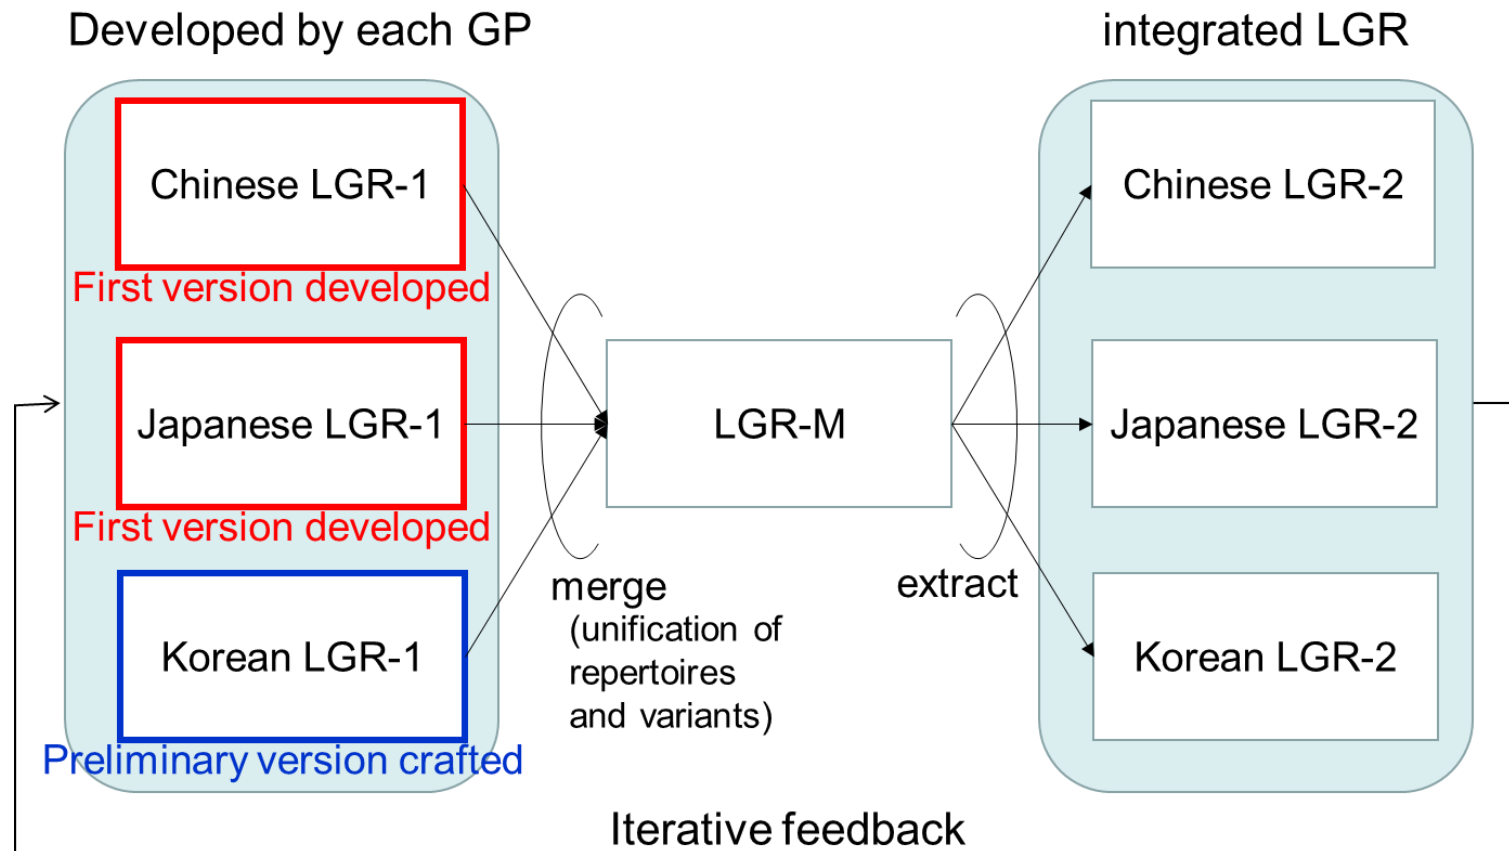 Developed by each GP
integrated LGR
Chinese LGR-1
First version developed
Japanese LGR-1
First version developed
Korean LGR-1
Preliminary version crafted
merge
(unification of
repertoires
and variants)
LGR-M
extract
Chinese LGR-2
Japanese LGR-2
Korean LGR-2
Iterative feedback